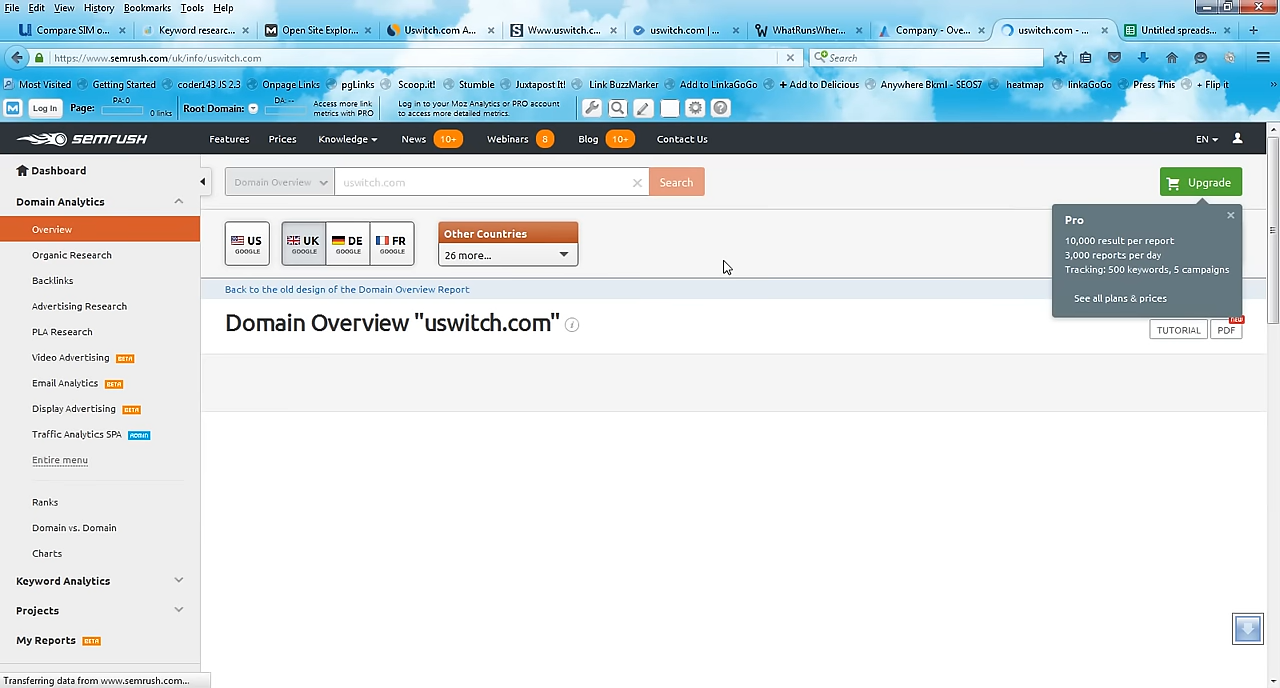 File Edit View History Bookmarks Tools Help
Compare SIM o... × Keyword researc... × Open Site Explor... × Uswitch.com A... × Www.uswitch.c... × uswitch.com | ... × WhatRunsWher... × Company - Ove... × uswitch.com - ... × Untitled spreads... × +
https://www.semrush.com/uk/info/uswitch.com
Search
Most Visited Getting Started coder143 JS 2.3 Onpage Links pgLinks Scoop.it! Stumble Juxtapost It! Link BuzzMarker Add to LinkaGoGo + Add to Delicious Anywhere Bkml - SEOS7 heatmap linkaGoGo Press This + Flip it
M Log In Page: DA: 0 0 links Root Domain: DA: -- Access more link metrics with PRO Log in to your Moz Analytics or PRO account to access more detailed metrics.
SEMRUSH Features Prices Knowledge News 10+ Webinars 8 Blog 10+ Contact Us EN
Dashboard
Domain Analytics
Overview
Organic Research
Backlinks
Advertising Research
PLA Research
Video Advertising BETA
Email Analytics BETA
Display Advertising BETA
Traffic Analytics SPA ADMIN
Entire menu
Ranks
Domain vs. Domain
Charts
Keyword Analytics
Projects
My Reports BETA
Domain Overview uswitch.com × Search
Upgrade
US GOOGLE UK GOOGLE DE GOOGLE FR GOOGLE
Other Countries
26 more...
Pro
10,000 result per report
3,000 reports per day
Tracking: 500 keywords, 5 campaigns
See all plans & prices
Back to the old design of the Domain Overview Report
Domain Overview "uswitch.com" i
TUTORIAL PDF NEW
Transferring data from www.semrush.com...